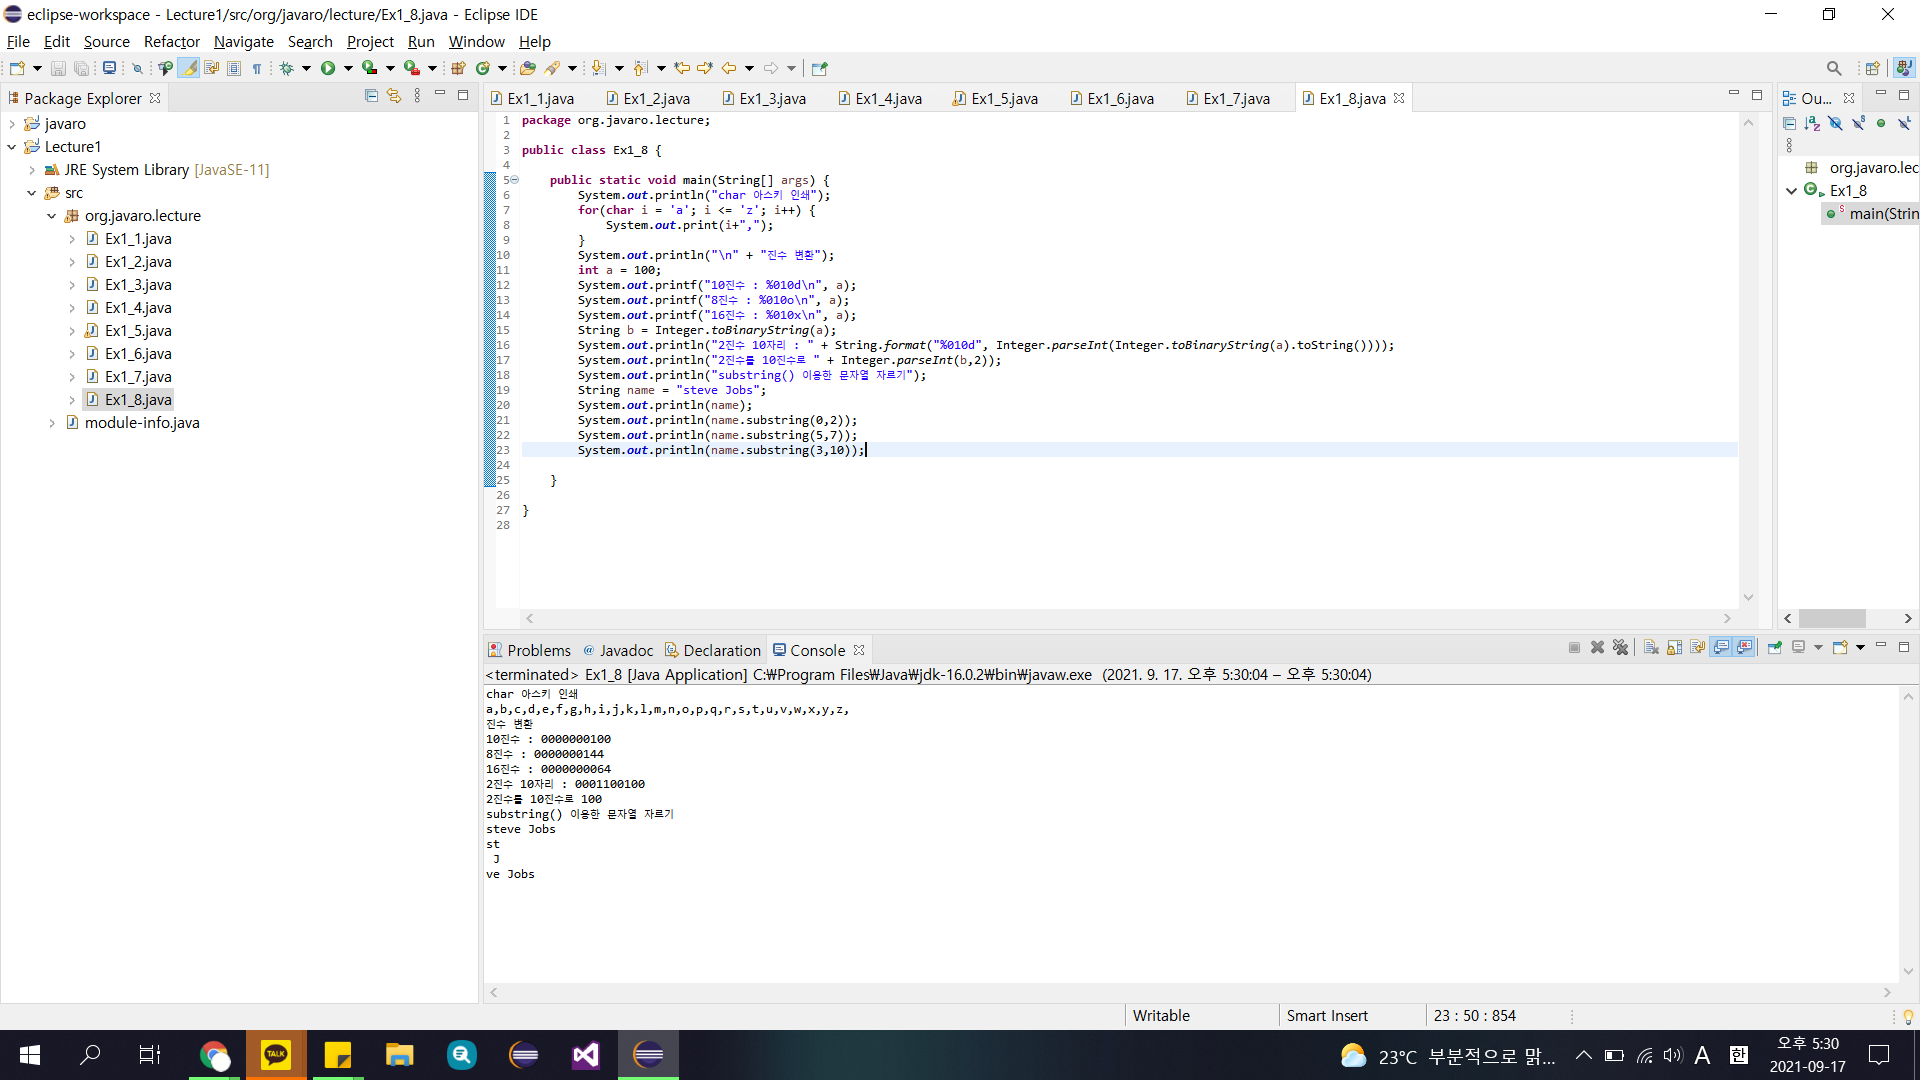 eclipse-workspace - Lecture1/src/org/javaro/lecture/Ex1_8.java - Eclipse IDE
File Edit Source Refactor Navigate Search Project Run Window Help
Package Explorer
javaro
Lecture1
JRE System Library [JavaSE-11]
src
org.javaro.lecture
Ex1_1.java
Ex1_2.java
Ex1_3.java
Ex1_4.java
Ex1_5.java
Ex1_6.java
Ex1_7.java
Ex1_8.java
module-info.java
Ex1_1.java Ex1_2.java Ex1_3.java Ex1_4.java Ex1_5.java Ex1_6.java Ex1_7.java Ex1_8.java
1 package org.javaro.lecture;
2
3 public class Ex1_8 {
4
5 public static void main(String[] args) {
6 System.out.println("char 아스키 인쇄");
7 for(char i = 'a'; i <= 'z'; i++) {
8 System.out.print(i+",");
9 }
10 System.out.println("\n" + "진수 변환");
11 int a = 100;
12 System.out.printf("10진수 : %010d\n", a);
13 System.out.printf("8진수 : %010o\n", a);
14 System.out.printf("16진수 : %010x\n", a);
15 String b = Integer.toBinaryString(a);
16 System.out.println("2진수 10자리 : " + String.format("%010d", Integer.parseInt(Integer.toBinaryString(a).toString())));
17 System.out.println("2진수를 10진수로 " + Integer.parseInt(b,2));
18 System.out.println("substring() 이용한 문자열 자르기");
19 String name = "steve Jobs";
20 System.out.println(name);
21 System.out.println(name.substring(0,2));
22 System.out.println(name.substring(5,7));
23 System.out.println(name.substring(3,10));
24
25 }
26
27 }
28
Ou...
org.javaro.lec
Ex1_8
main(Strin
Problems @ Javadoc Declaration Console
<terminated> Ex1_8 [Java Application] C:₩Program Files₩Java₩jdk-16.0.2₩bin₩javaw.exe (2021. 9. 17. 오후 5:30:04 – 오후 5:30:04)
char 아스키 인쇄
a,b,c,d,e,f,g,h,i,j,k,l,m,n,o,p,q,r,s,t,u,v,w,x,y,z,
진수 변환
10진수 : 0000000100
8진수 : 0000000144
16진수 : 0000000064
2진수 10자리 : 0001100100
2진수를 10진수로 100
substring() 이용한 문자열 자르기
steve Jobs
st
J
ve Jobs
Writable Smart Insert 23 : 50 : 854
TALK
23°C 부분적으로 맑... A 한
오후 5:30
2021-09-17